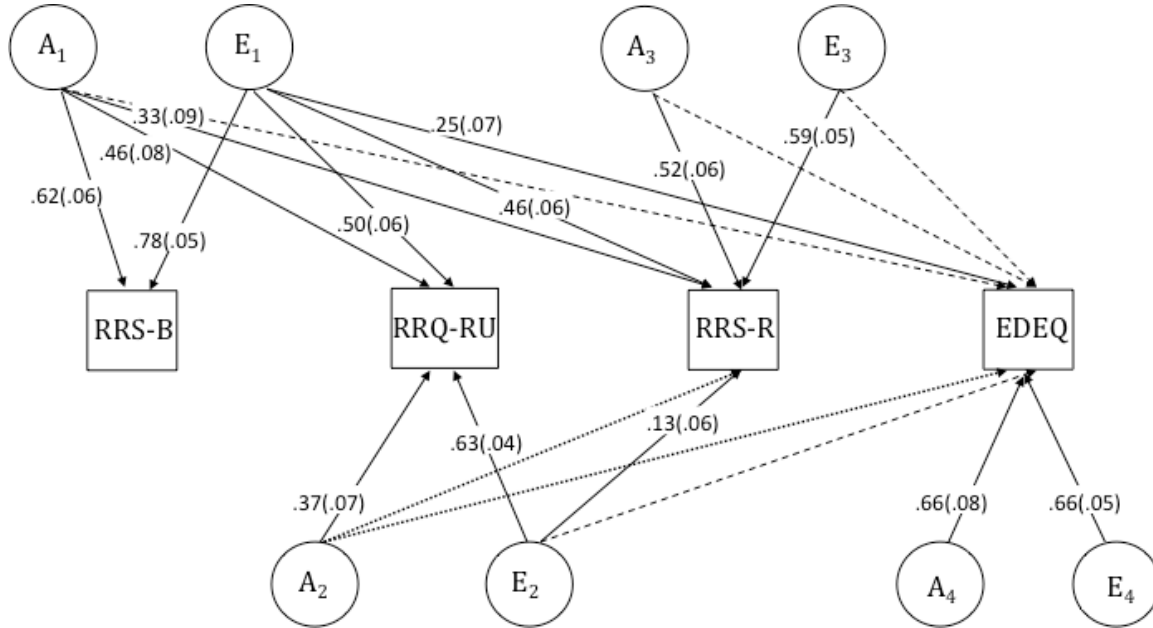 A1 E1 A3 E3
.33(.09) .25(.07) .59(.05)
.46(.08) .52(.06)
.62(.06) .46(.06)
.78(.05) .50(.06)
RRS-B RRQ-RU RRS-R EDEQ
.63(.04) .13(.06)
.37(.07) .66(.08) .66(.05)
A2 E2 A4 E4